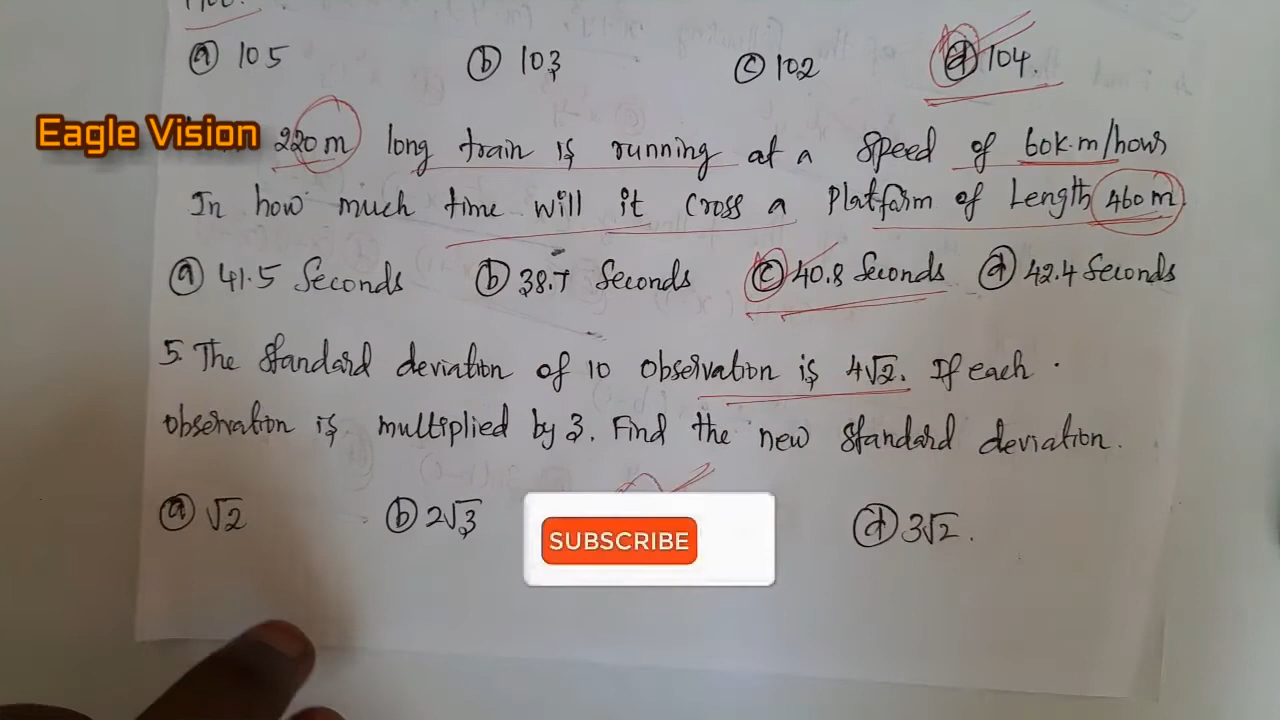 ⓐ 105 ⓑ 103 ⓒ 102 ⓓ 104.
Eagle Vision
220 m long train is running at a speed of 60k.m/hours
In how much time will it cross a Platform of Length 460 m
ⓐ 41.5 Seconds ⓑ 38.7 Seconds ⓒ 40.8 Seconds ⓓ 42.4 Seconds
5. The standard deviation of 10 observation is 4√2. If each
observation is multiplied by 3. Find the new standard deviation.
ⓐ √2 ⓑ 2√3 ⓓ 3√2.
SUBSCRIBE